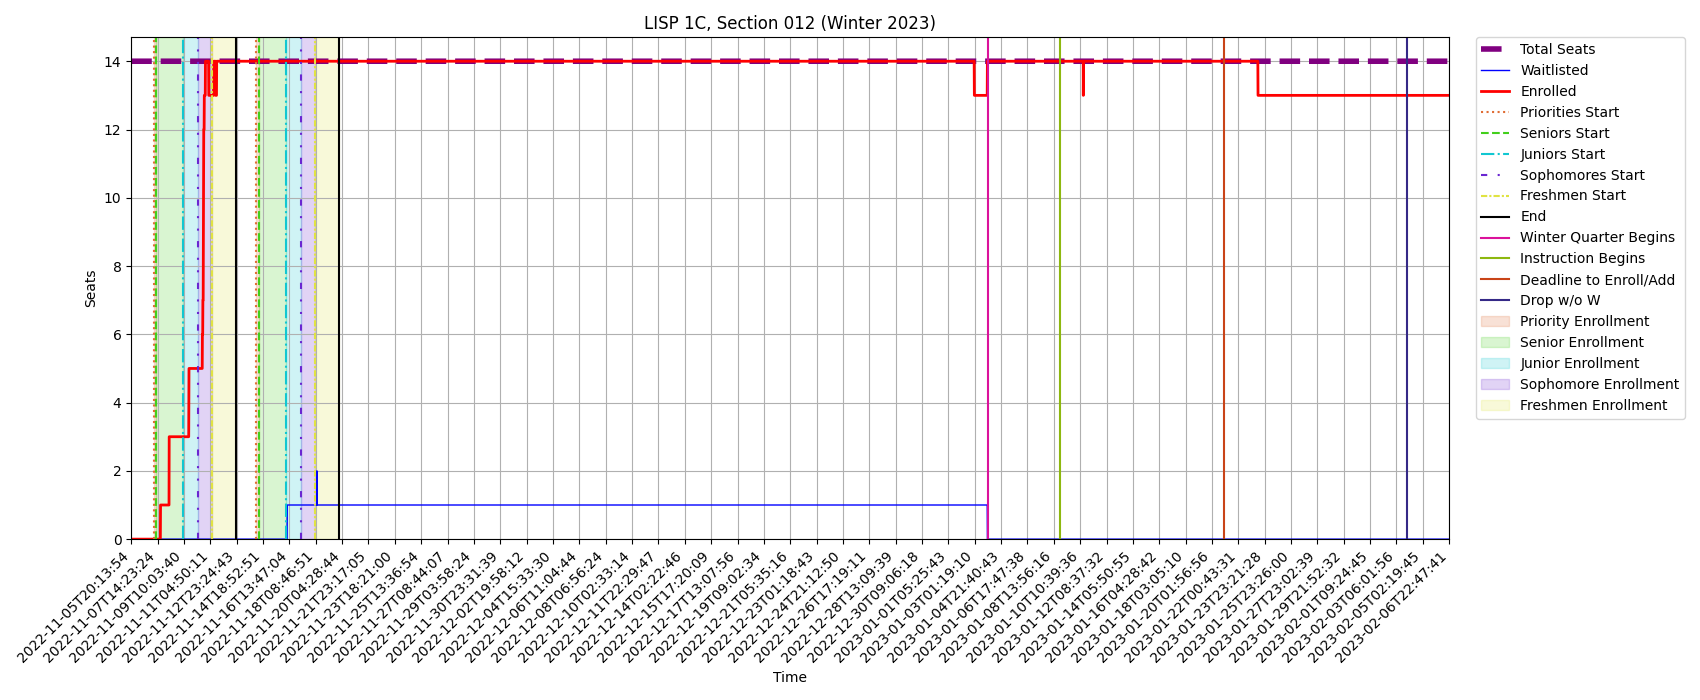 LISP 1C, Section 012 (Winter 2023)
Seats
14
12
10
8
6
4
2
0
2022-11-05T20:13:54
2022-11-07T14:23:24
2022-11-09T10:03:40
2022-11-11T04:50:11
2022-11-12T23:24:43
2022-11-14T18:52:51
2022-11-16T13:47:04
2022-11-18T08:46:51
2022-11-20T04:28:44
2022-11-21T23:17:05
2022-11-23T18:21:00
2022-11-25T13:36:54
2022-11-27T08:44:07
2022-11-29T03:58:24
2022-11-30T23:31:39
2022-12-02T19:58:12
2022-12-04T15:33:30
2022-12-06T11:04:44
2022-12-08T06:56:24
2022-12-10T02:33:14
2022-12-11T22:29:47
2022-12-14T02:22:46
2022-12-15T17:20:09
2022-12-17T13:07:56
2022-12-19T09:02:34
2022-12-21T05:35:16
2022-12-23T01:18:43
2022-12-24T21:12:50
2022-12-26T17:19:11
2022-12-28T13:09:39
2022-12-30T09:06:18
2023-01-01T05:25:43
2023-01-03T01:19:10
2023-01-04T21:40:43
2023-01-06T17:47:38
2023-01-08T13:56:16
2023-01-10T10:39:36
2023-01-12T08:37:32
2023-01-14T05:50:55
2023-01-16T04:28:42
2023-01-18T03:05:10
2023-01-20T01:56:56
2023-01-22T00:43:31
2023-01-23T23:21:28
2023-01-25T23:26:00
2023-01-27T23:02:39
2023-01-29T21:52:32
2023-02-01T09:24:45
2023-02-03T06:01:56
2023-02-05T02:19:45
2023-02-06T22:47:41
Time
Total Seats
Waitlisted
Enrolled
Priorities Start
Seniors Start
Juniors Start
Sophomores Start
Freshmen Start
End
Winter Quarter Begins
Instruction Begins
Deadline to Enroll/Add
Drop w/o W
Priority Enrollment
Senior Enrollment
Junior Enrollment
Sophomore Enrollment
Freshmen Enrollment